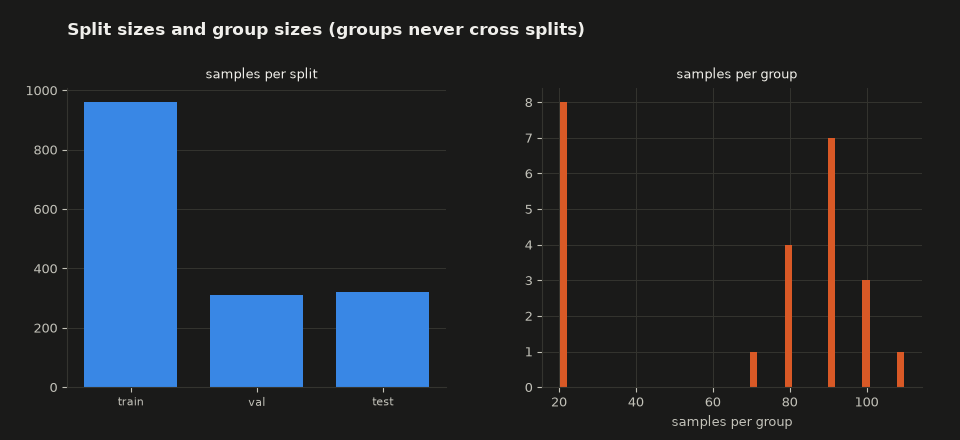 Split sizes and group sizes (groups never cross splits)
samples per split
1000
800
600
400
200
0
train
val
test
samples per group
8
7
6
5
4
3
2
1
0
20
40
60
80
100
samples per group